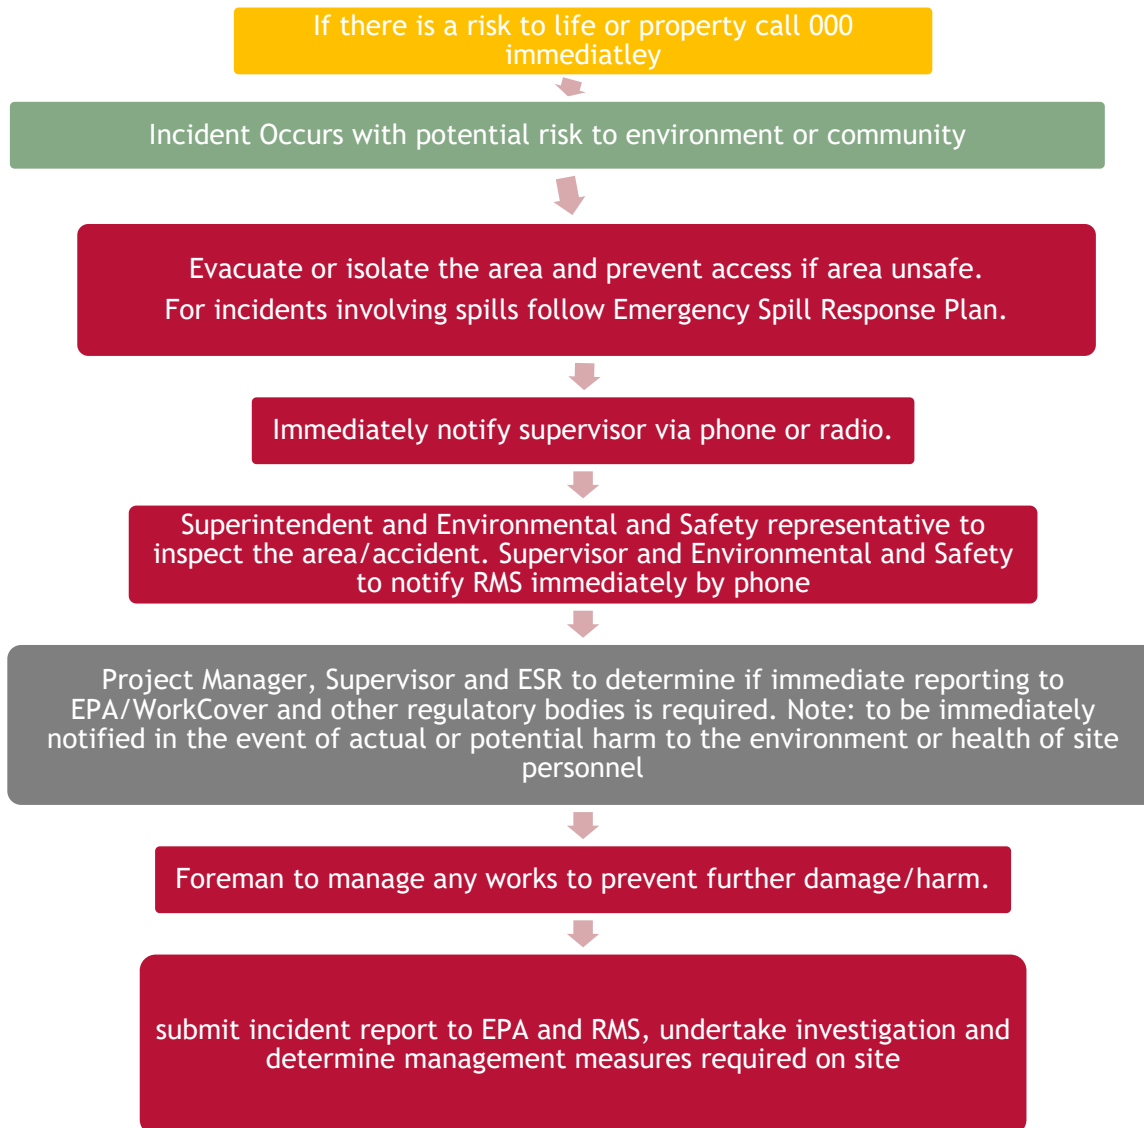 If there is a risk to life or property call 000
immediatley
Incident Occurs with potential risk to environment or community
Evacuate or isolate the area and prevent access if area unsafe.
For incidents involving spills follow Emergency Spill Response Plan.
Immediately notify supervisor via phone or radio.
Superintendent and Environmental and Safety representative to
inspect the area/accident. Supervisor and Environmental and Safety
to notify RMS immediately by phone
Project Manager, Supervisor and ESR to determine if immediate reporting to
EPA/WorkCover and other regulatory bodies is required. Note: to be immediately
notified in the event of actual or potential harm to the environment or health of site
personnel
Foreman to manage any works to prevent further damage/harm.
submit incident report to EPA and RMS, undertake investigation and
determine management measures required on site